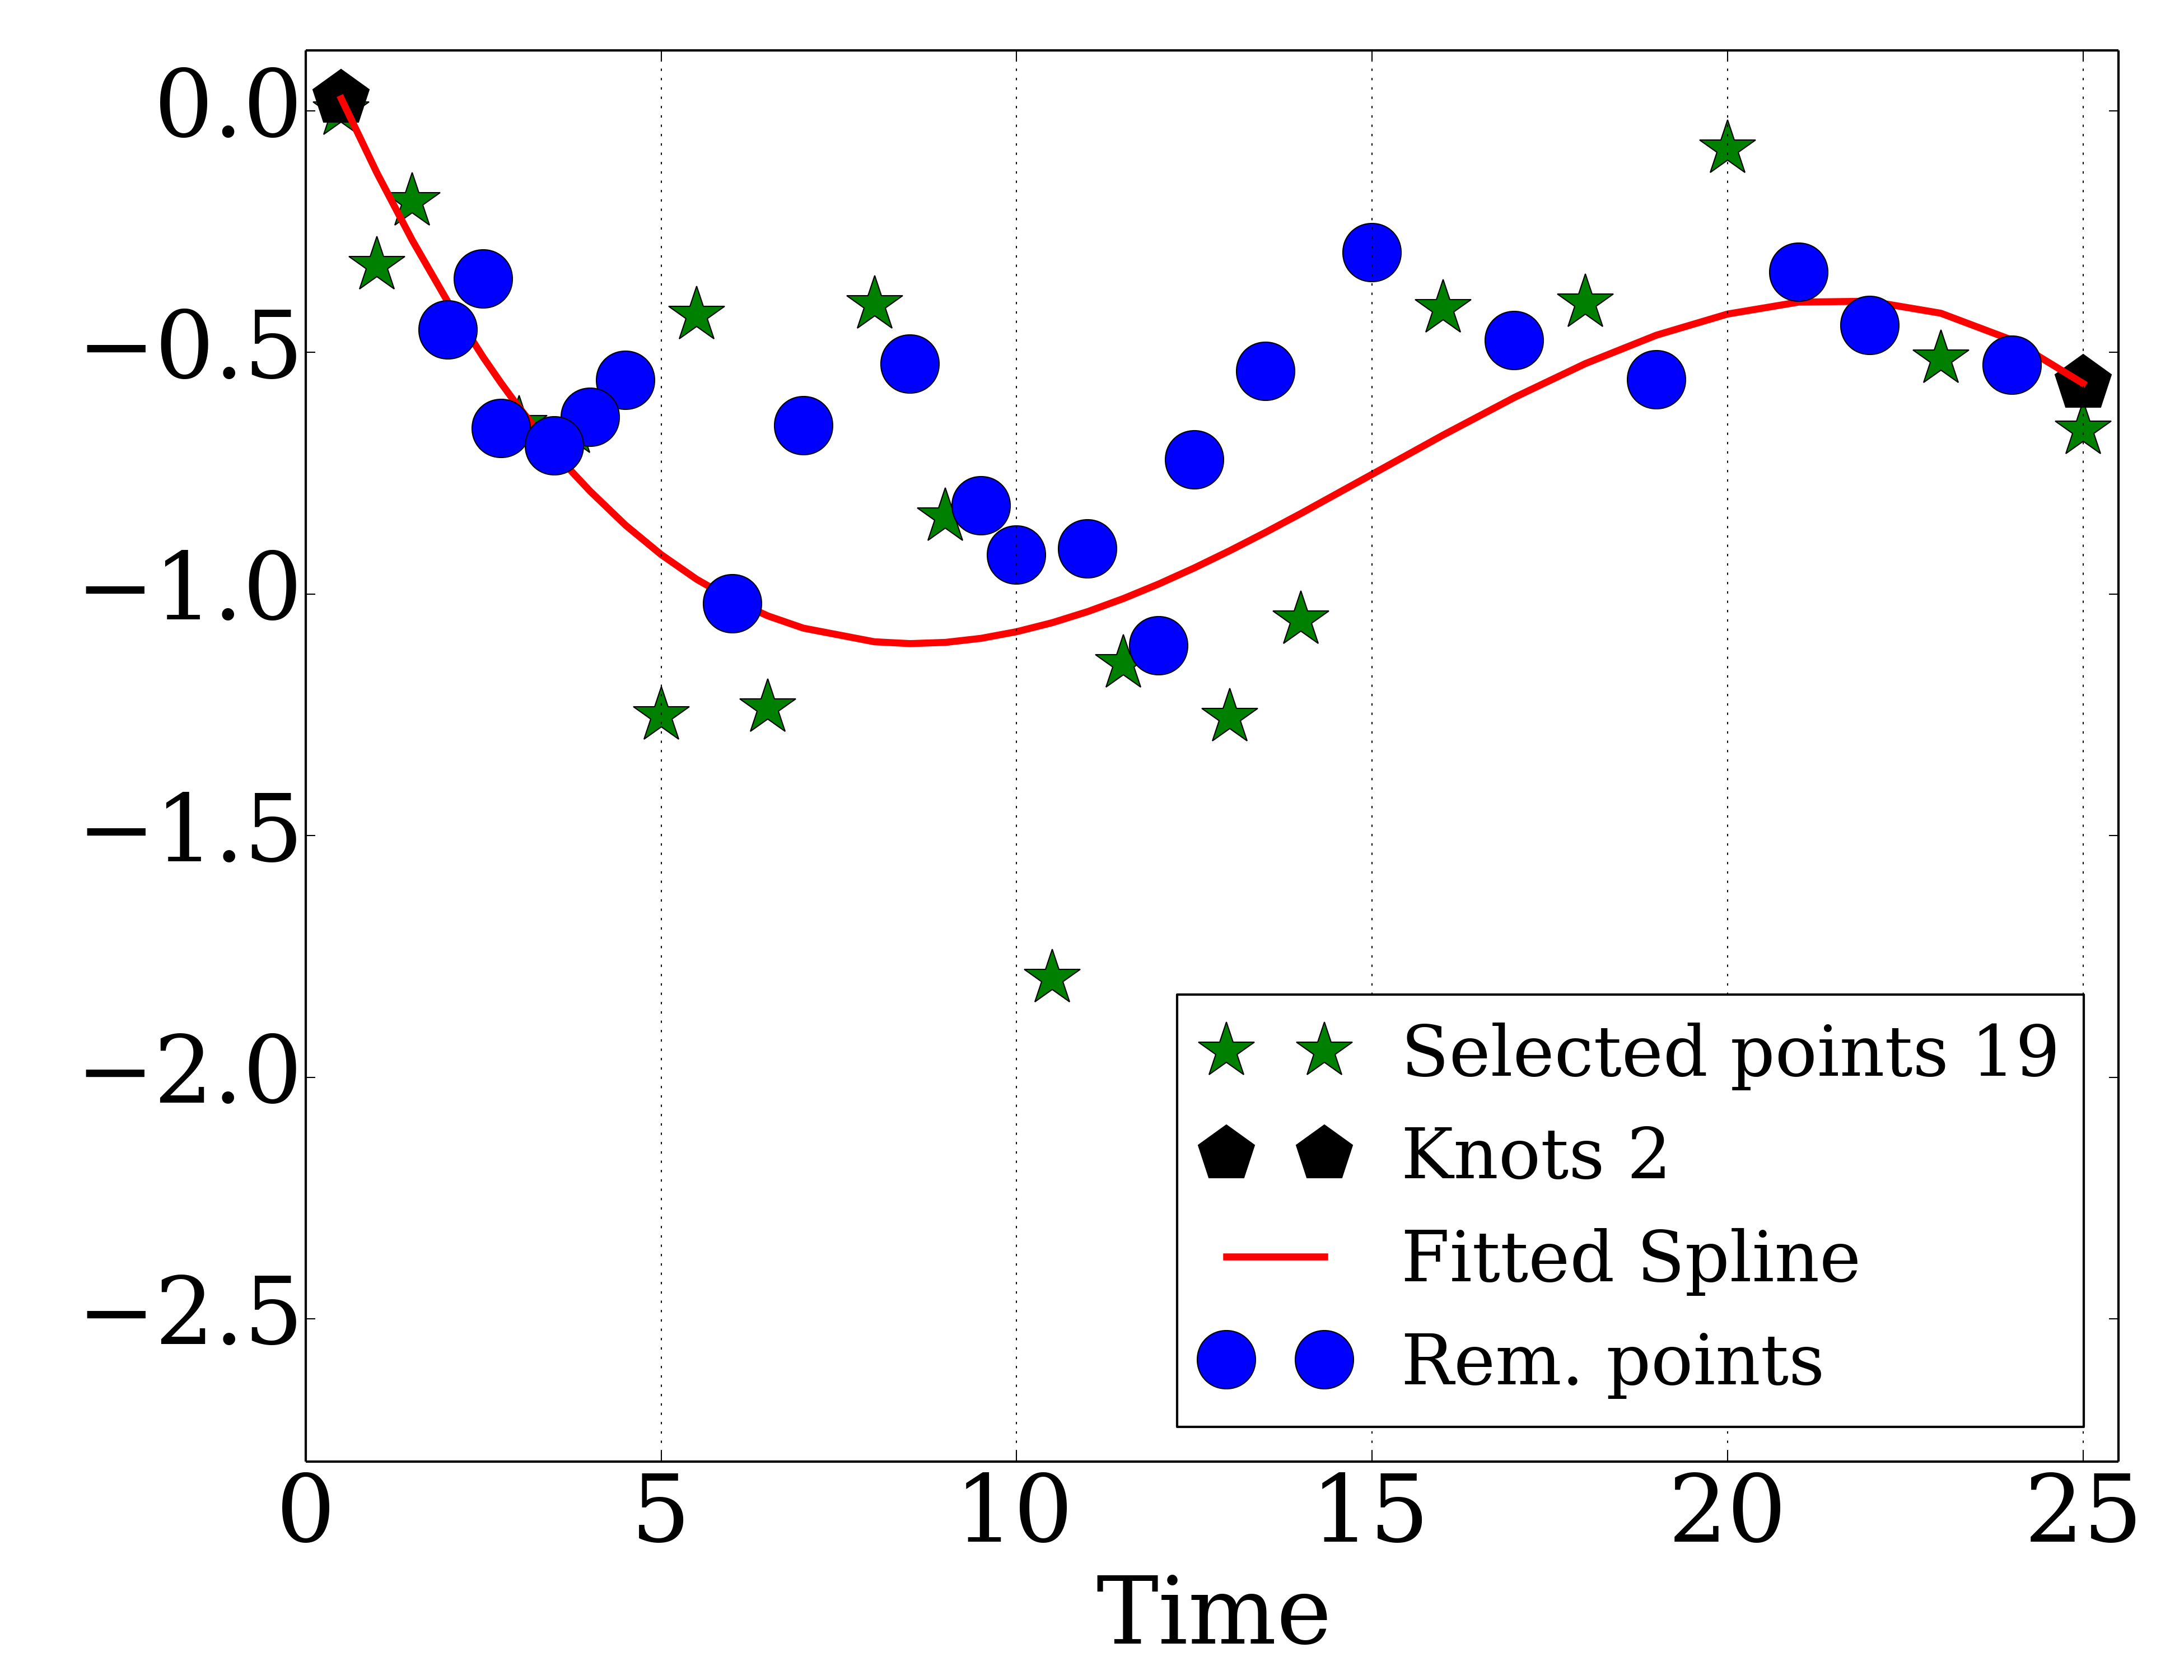 0.0
−0.5
−1.0
−1.5
−2.0
−2.5
Selected points 19
Knots 2
Fitted Spline
Rem. points
0 5 10 15 20 25
Time